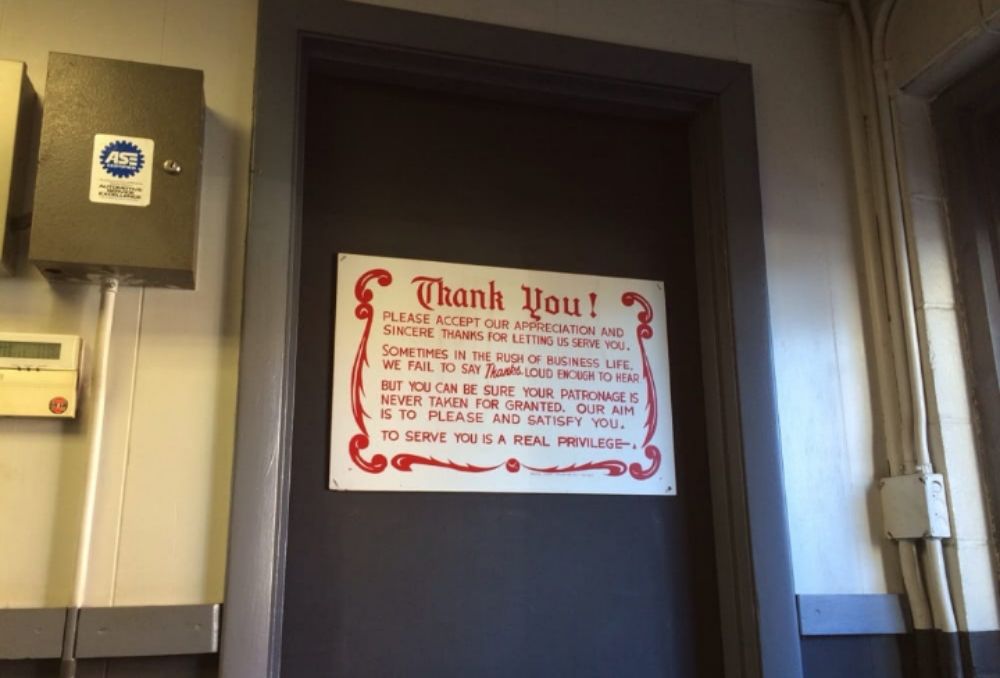 ASE
AUTOMOTIVE
SERVICE
EXCELLENCE
Thank You!
PLEASE ACCEPT OUR APPRECIATION AND
SINCERE THANKS FOR LETTING US SERVE YOU.
SOMETIMES IN THE RUSH OF BUSINESS LIFE,
WE FAIL TO SAY Thanks, LOUD ENOUGH TO HEAR
BUT YOU CAN BE SURE YOUR PATRONAGE IS
NEVER TAKEN FOR GRANTED. OUR AIM
IS TO PLEASE AND SATISFY YOU.
TO SERVE YOU IS A REAL PRIVILEGE—.